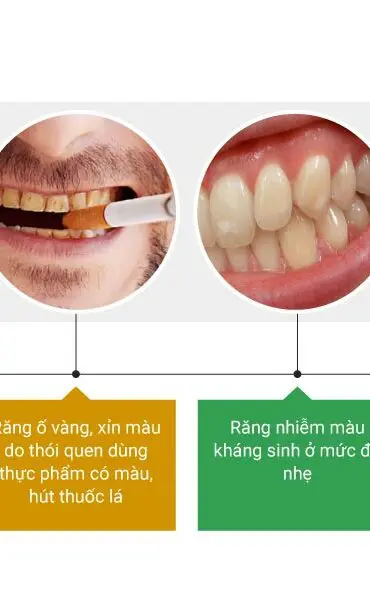 Răng ố vàng, xỉn màu
do thói quen dùng
thực phẩm có màu,
hút thuốc lá
Răng nhiễm màu
kháng sinh ở mức đ
nhẹ